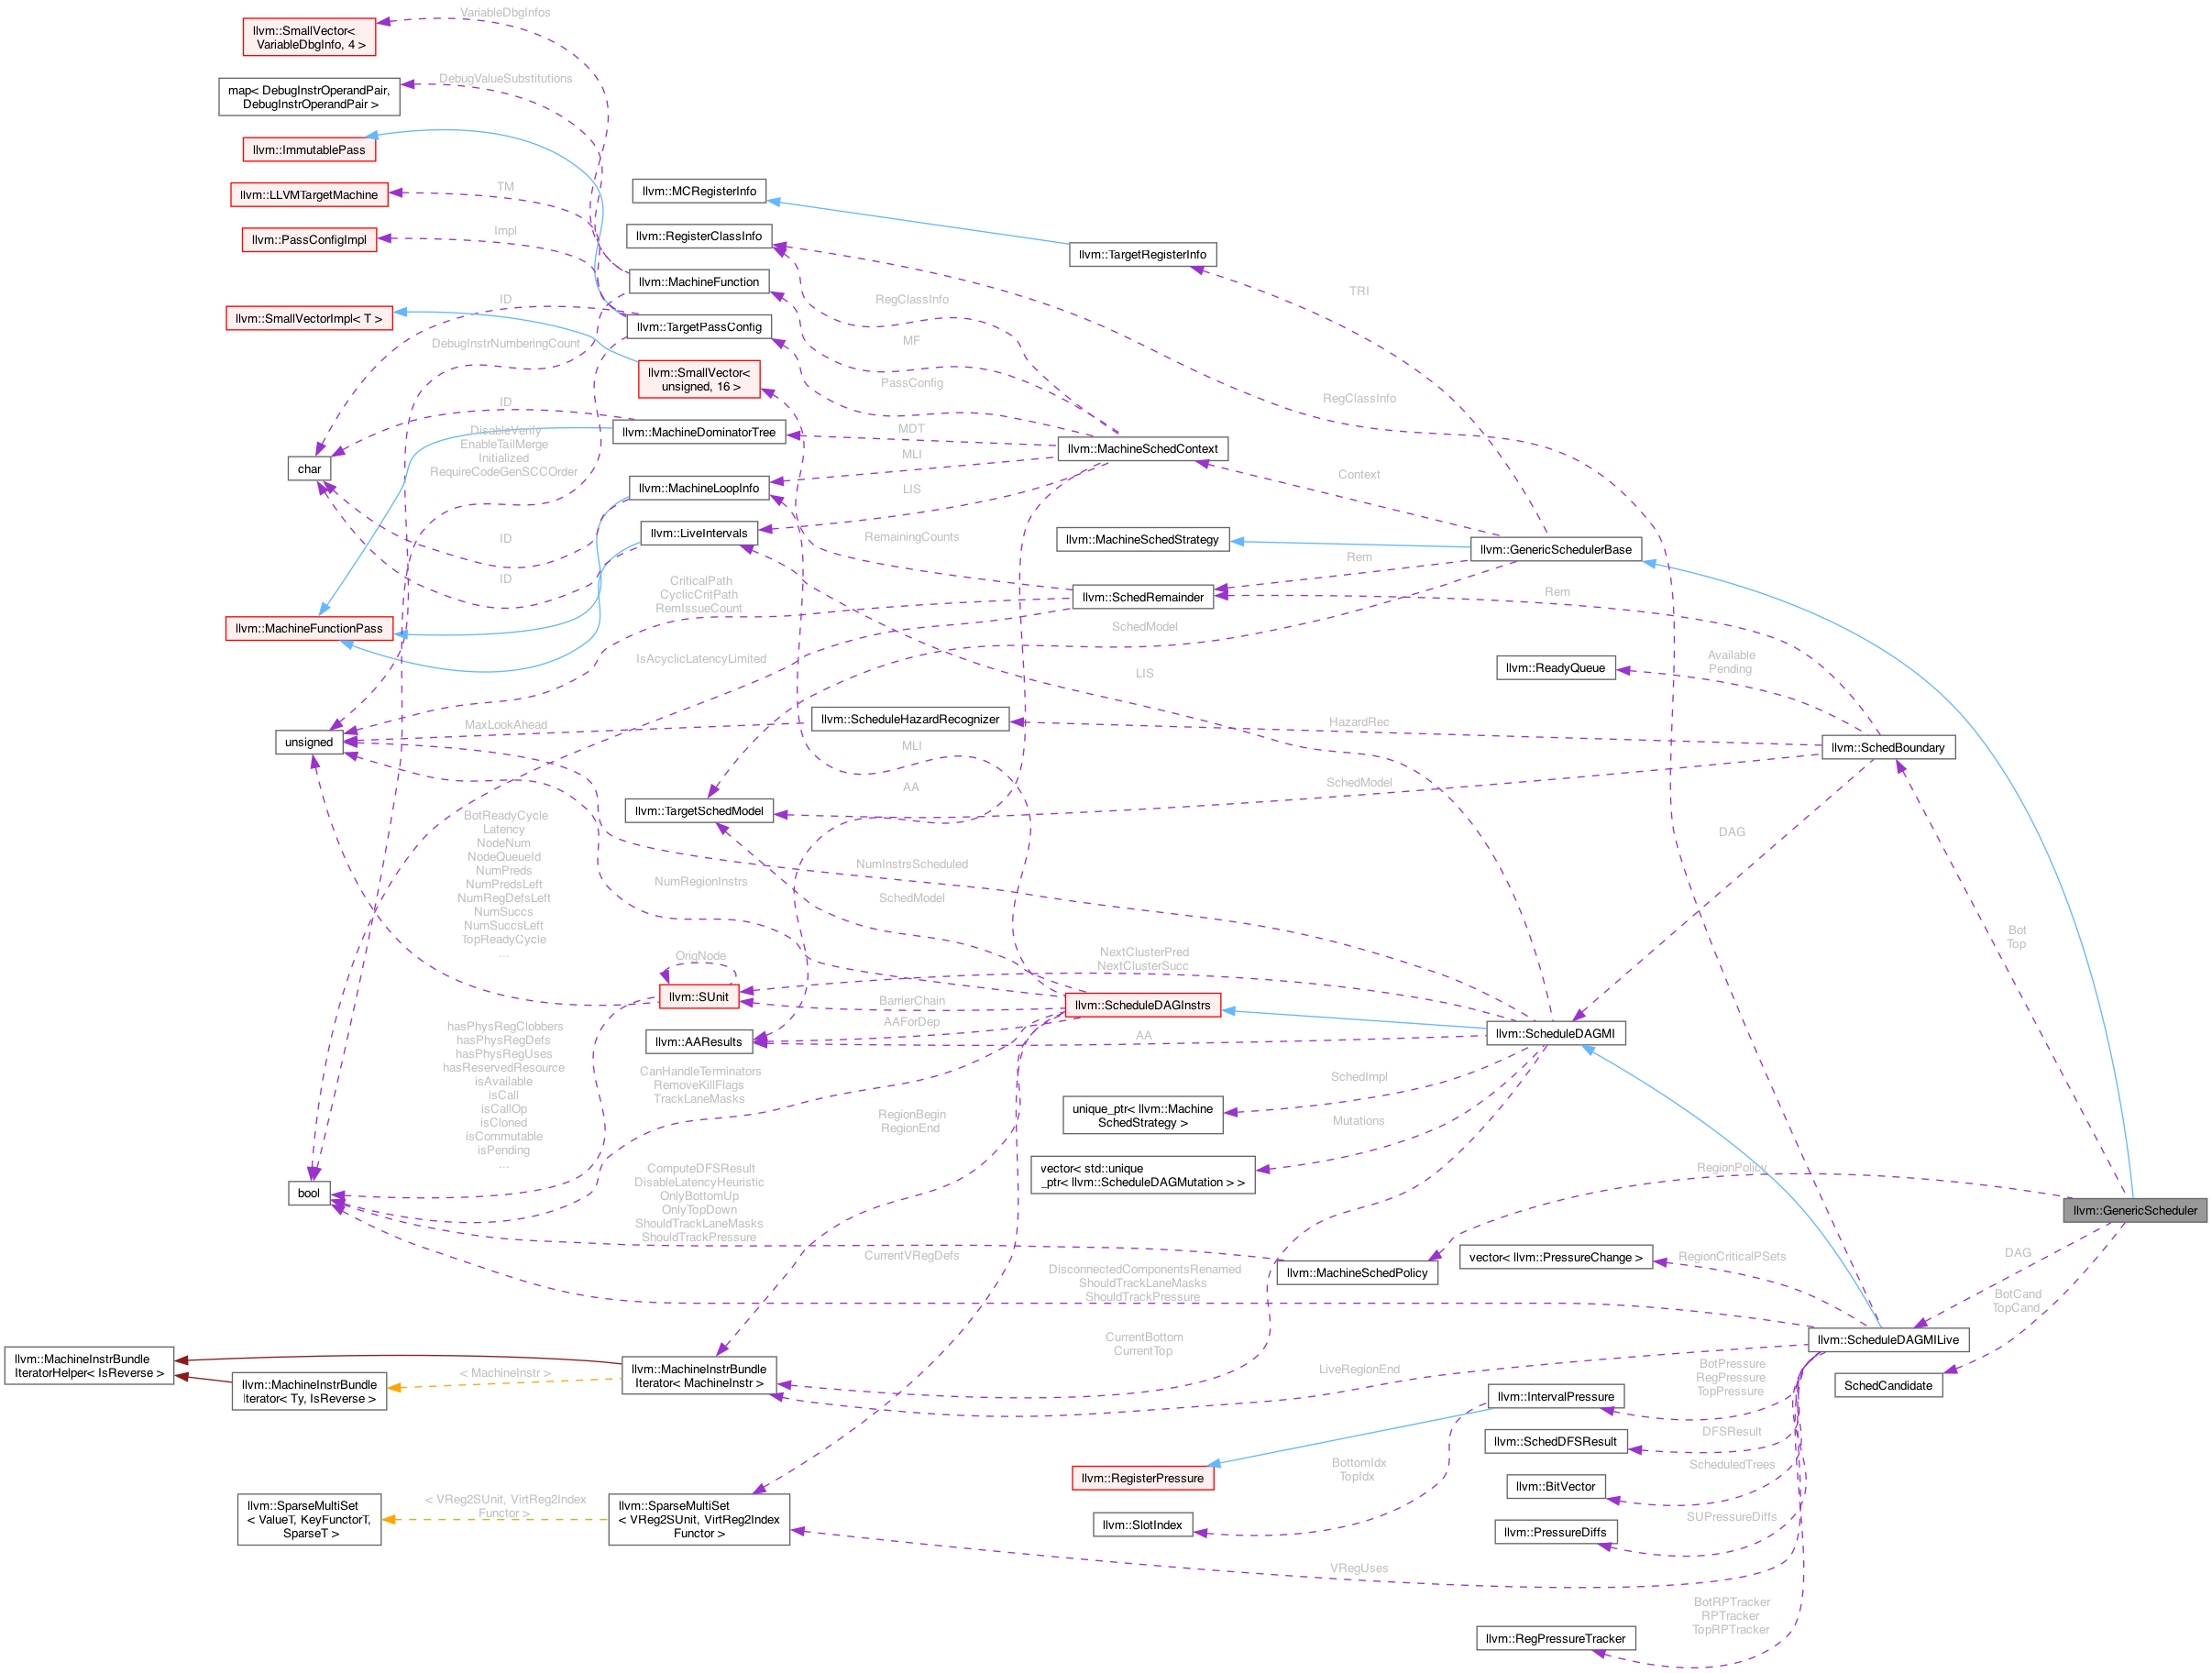 VariableDbgInfos
llvm::SmallVector<
VariableDbgInfo, 4 >
DebugValueSubstitutions
map< DebugInstrOperandPair,
DebugInstrOperandPair >
llvm::ImmutablePass
TM
llvm::LLVMTargetMachine
Impl
llvm::PassConfigImpl
llvm::MCRegisterInfo
llvm::RegisterClassInfo
llvm::TargetRegisterInfo
llvm::MachineFunction
TRI
ID
RegClassInfo
llvm::SmallVectorImpl< T >
llvm::TargetPassConfig
DebugInstrNumberingCount
MF
llvm::SmallVector<
unsigned, 16 >
PassConfig
RegClassInfo
ID
llvm::MachineDominatorTree
MDT
DisableVerify
EnableTailMerge
Initialized
RequireCodeGenSCCOrder
MLI
llvm::MachineSchedContext
char
Context
llvm::MachineLoopInfo
LIS
llvm::LiveIntervals
RemainingCounts
llvm::MachineSchedStrategy
llvm::GenericSchedulerBase
ID
ID
Rem
CriticalPath
CyclicCritPath
RemIssueCount
llvm::SchedRemainder
Rem
llvm::MachineFunctionPass
SchedModel
IsAcyclicLatencyLimited
LIS
llvm::ReadyQueue
Available
Pending
MaxLookAhead
llvm::ScheduleHazardRecognizer
HazardRec
unsigned
MLI
llvm::SchedBoundary
AA
SchedModel
llvm::TargetSchedModel
DAG
BotReadyCycle
Latency
NodeNum
NodeQueueId
NumPreds
NumPredsLeft
NumRegDefsLeft
NumSuccs
NumSuccsLeft
TopReadyCycle
...
NumInstrsScheduled
NumRegionInstrs
SchedModel
Bot
Top
OrigNode
NextClusterPred
NextClusterSucc
llvm::SUnit
BarrierChain
llvm::ScheduleDAGInstrs
AAForDep
llvm::AAResults
AA
llvm::ScheduleDAGMI
hasPhysRegClobbers
hasPhysRegDefs
hasPhysRegUses
hasReservedResource
isAvailable
isCall
isCallOp
isCloned
isCommutable
isPending
...
CanHandleTerminators
RemoveKillFlags
TrackLaneMasks
SchedImpl
RegionBegin
RegionEnd
unique_ptr< llvm::Machine
SchedStrategy >
Mutations
vector< std::unique
_ptr< llvm::ScheduleDAGMutation > >
bool
RegionPolicy
ComputeDFSResult
DisableLatencyHeuristic
OnlyBottomUp
OnlyTopDown
ShouldTrackLaneMasks
ShouldTrackPressure
llvm::GenericScheduler
CurrentVRegDefs
DisconnectedComponentsRenamed
ShouldTrackLaneMasks
ShouldTrackPressure
llvm::MachineSchedPolicy
vector< llvm::PressureChange >
RegionCriticalPSets
DAG
BotCand
TopCand
llvm::ScheduleDAGMILive
CurrentBottom
CurrentTop
LiveRegionEnd
BotPressure
RegPressure
TopPressure
SchedCandidate
llvm::MachineInstrBundle
IteratorHelper< IsReverse >
llvm::MachineInstrBundle
Iterator< Ty, IsReverse >
< MachineInstr >
llvm::MachineInstrBundle
Iterator< MachineInstr >
llvm::IntervalPressure
llvm::SchedDFSResult
DFSResult
llvm::RegisterPressure
BottomIdx
TopIdx
ScheduledTrees
llvm::BitVector
llvm::SlotIndex
SUPressureDiffs
llvm::PressureDiffs
llvm::SparseMultiSet
< ValueT, KeyFunctorT,
SparseT >
< VReg2SUnit, VirtReg2Index
Functor >
llvm::SparseMultiSet
< VReg2SUnit, VirtReg2Index
Functor >
VRegUses
BotRPTracker
RPTracker
TopRPTracker
llvm::RegPressureTracker